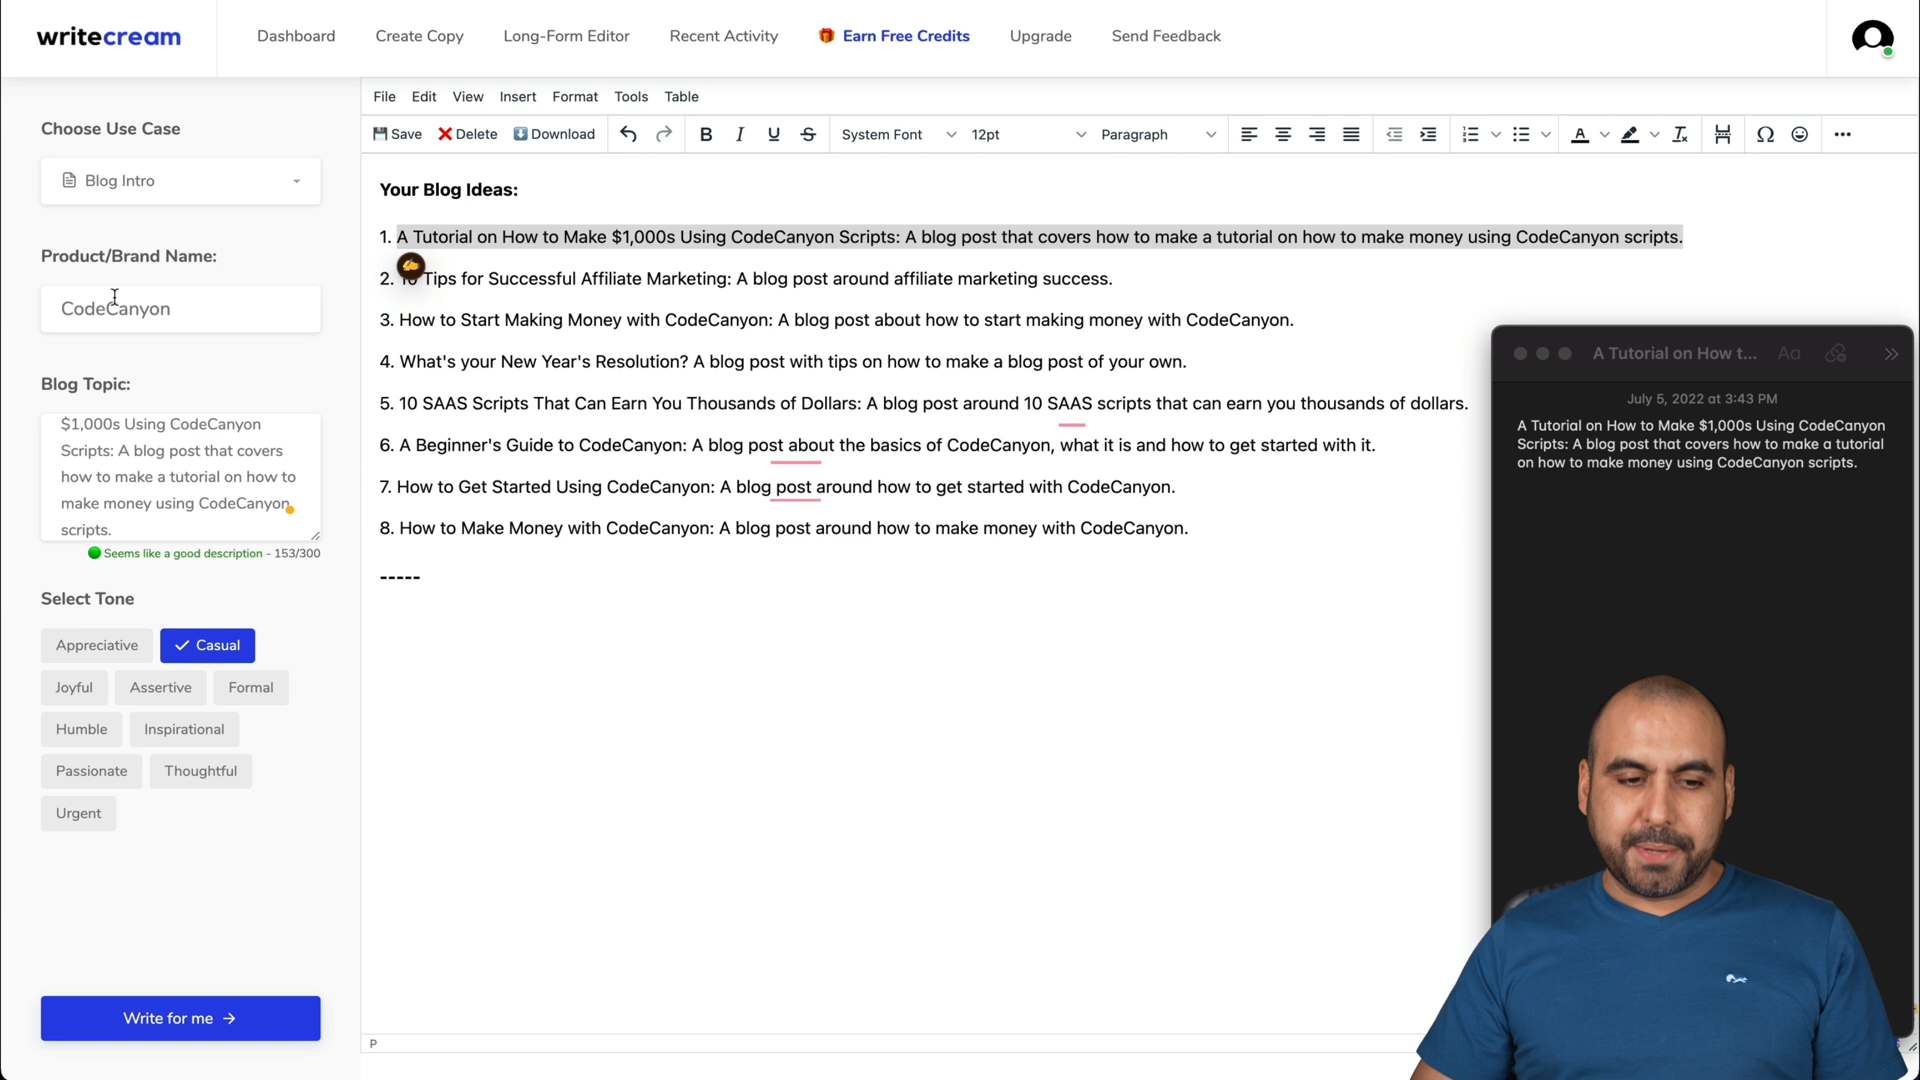 writecream
Dashboard
Create Copy
Long-Form Editor
Recent Activity
Earn Free Credits
Upgrade
Send Feedback
File Edit View Insert Format Tools Table
Save Delete Download B I U S System Font 12pt Paragraph
Choose Use Case
Blog Intro
Product/Brand Name:
CodeCanyon
Blog Topic:
$1,000s Using CodeCanyon
Scripts: A blog post that covers
how to make a tutorial on how to
make money using CodeCanyon
scripts.
Seems like a good description - 153/300
Select Tone
Appreciative Casual
Joyful Assertive Formal
Humble Inspirational
Passionate Thoughtful
Urgent
Write for me →
Your Blog Ideas:
1. A Tutorial on How to Make $1,000s Using CodeCanyon Scripts: A blog post that covers how to make a tutorial on how to make money using CodeCanyon scripts.
2. 10 Tips for Successful Affiliate Marketing: A blog post around affiliate marketing success.
3. How to Start Making Money with CodeCanyon: A blog post about how to start making money with CodeCanyon.
4. What's your New Year's Resolution? A blog post with tips on how to make a blog post of your own.
5. 10 SAAS Scripts That Can Earn You Thousands of Dollars: A blog post around 10 SAAS scripts that can earn you thousands of dollars.
6. A Beginner's Guide to CodeCanyon: A blog post about the basics of CodeCanyon, what it is and how to get started with it.
7. How to Get Started Using CodeCanyon: A blog post around how to get started with CodeCanyon.
8. How to Make Money with CodeCanyon: A blog post around how to make money with CodeCanyon.
-----
P
A Tutorial on How t... Aa
July 5, 2022 at 3:43 PM
A Tutorial on How to Make $1,000s Using CodeCanyon
Scripts: A blog post that covers how to make a tutorial
on how to make money using CodeCanyon scripts.